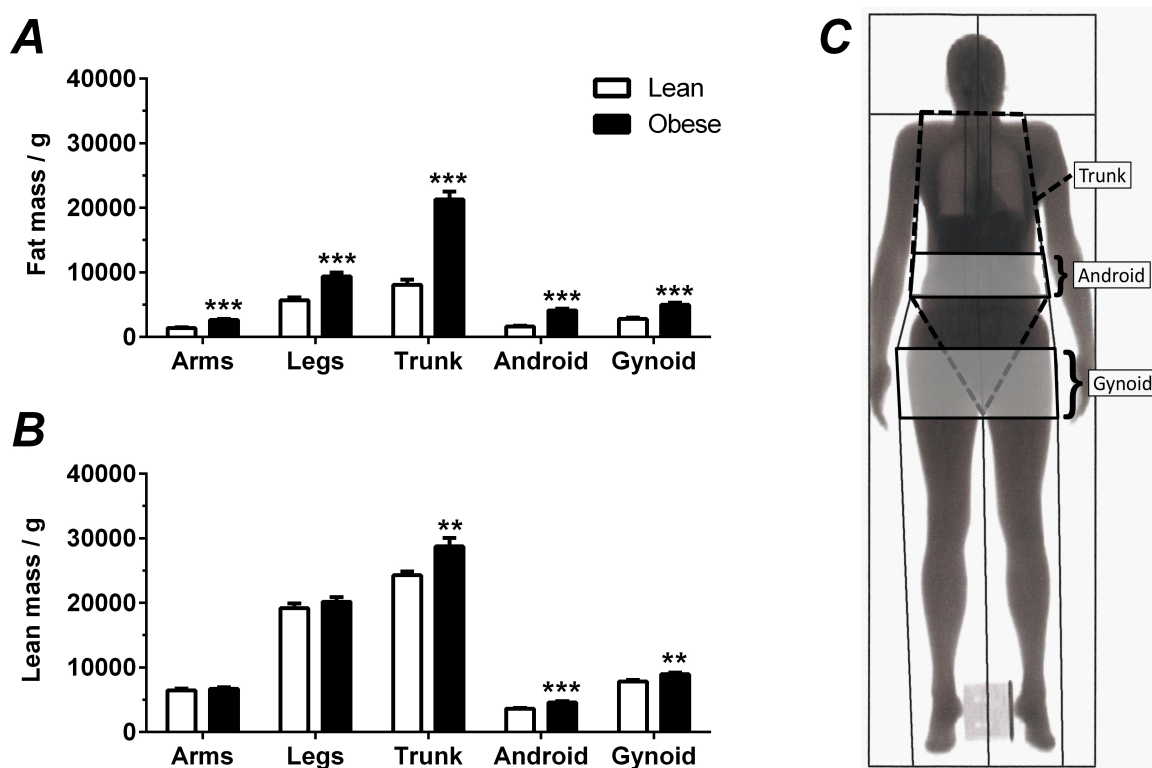 A
40000
30000
20000
10000
0
Fat mass / g
Lean
Obese
***
***
***
***
***
Arms Legs Trunk Android Gynoid
B
40000
30000
20000
10000
0
Lean mass / g
**
***
**
Arms Legs Trunk Android Gynoid
C
Trunk
Android
Gynoid